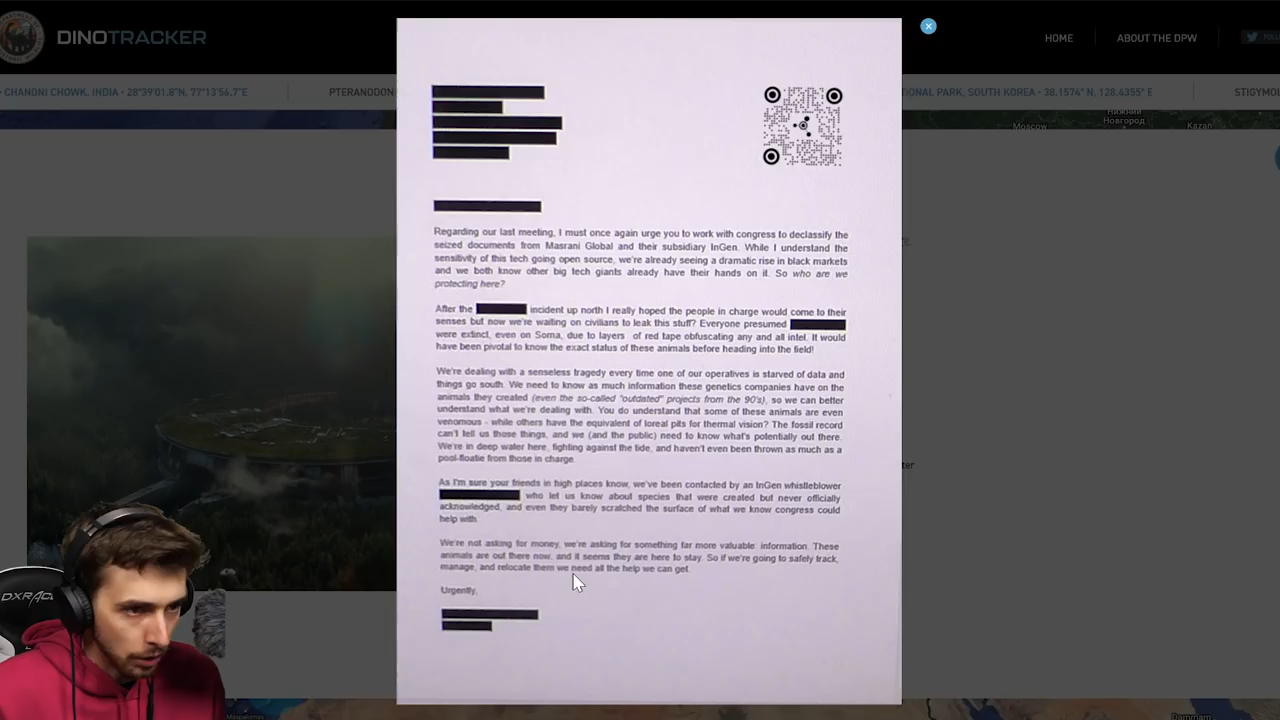 DINOTRACKER
HOME
ABOUT THE DPW
• CHANDNI CHOWK, INDIA - 28°39'01.8"N, 77°13'56.7"E
PTERANODON
PARK, SOUTH KOREA - 38.1574° N, 128.4355° E
STIGYMOL
Moscow
Нижний
Новгород
Kazan
Regarding our last meeting, I must once again urge you to work with congress to declassify the
seized documents from Masrani Global and their subsidiary InGen. While I understand the
sensitivity of this tech going open source, we're already seeing a dramatic rise in black markets
and we both know other big tech giants already have their hands on it. So who are we
protecting here?
After the incident up north I really hoped the people in charge would come to their
senses but now we're waiting on civilians to leak this stuff? Everyone presumed
were extinct, even on Sorna, due to layers of red tape obfuscating any and all intel. It would
have been pivotal to know the exact status of these animals before heading into the field!
We're dealing with a senseless tragedy every time one of our operatives is starved of data and
things go south. We need to know as much information these genetics companies have on the
animals they created (even the so-called "outdated" projects from the 90's), so we can better
understand what we're dealing with. You do understand that some of these animals are even
venomous - while others have the equivalent of loreal pits for thermal vision? The fossil record
can't tell us those things, and we (and the public) need to know what's potentially out there.
We're in deep water here, fighting against the tide, and haven't even been thrown as much as a
pool-floatie from those in charge.
As I'm sure your friends in high places know, we've been contacted by an InGen whistleblower
who let us know about species that were created but never officially
acknowledged, and even they barely scratched the surface of what we know congress could
help with.
We're not asking for money, we're asking for something far more valuable: information. These
animals are out there now, and it seems they are here to stay. So if we're going to safely track,
manage, and relocate them we need all the help we can get.
Urgently,
DXRACE
Dammam